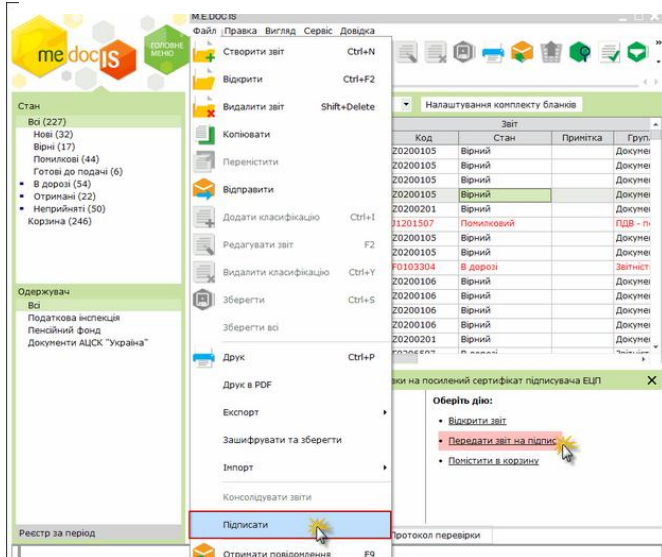 M.E.DOC IS
Файл Правка Вигляд Сервіс Довідка
me doc IS
ГОЛОВНЕ МЕНЮ
Створити звіт Ctrl+N
Відкрити Ctrl+F2
Видалити звіт Shift+Delete
Копіювати
Перемістити
Відправити
Додати класифікацію Ctrl+I
Редагувати звіт F2
Видалити класифікацію Ctrl+Y
Зберегти Ctrl+S
Зберегти всі
Друк Ctrl+P
Друк в PDF
Експорт
Зашифрувати та зберегти
Імпорт
Консолідувати звіти
Підписати
Отримати повідомлення F9
Стан
Всі (227)
Нові (32)
Вірні (17)
Помилкові (44)
Готові до подачі (6)
В дорозі (54)
Отримані (22)
Неприйняті (50)
Корзина (246)
Одержувач
Всі
Податкова інспекція
Пенсійний фонд
Документи АЦСК "Україна"
Реєстр за період
Налаштування комплекту бланків
Звіт
Код Стан Примітка Груп
Z0200105 Вірний Докумен
Z0200105 Вірний Докумен
Z0200105 Вірний Докумен
Z0200105 Вірний Докумен
Z0200201 Вірний Докумен
J1201507 Помилковий ПДВ - п
Z0200105 Вірний Докумен
Z0200105 Вірний Докумен
F0103304 В дорозі Звітніст
Z0200106 Вірний Докумен
Z0200106 Вірний Докумен
Z0200106 Вірний Докумен
Z0200106 Вірний Докумен
Z0200201 Вірний Докумен
вки на посилений сертифікат підписувача ЕЦП
Оберіть дію:
Відкрити звіт
Передати звіт на підпис
Помістити в корзину
Протокол перевірки